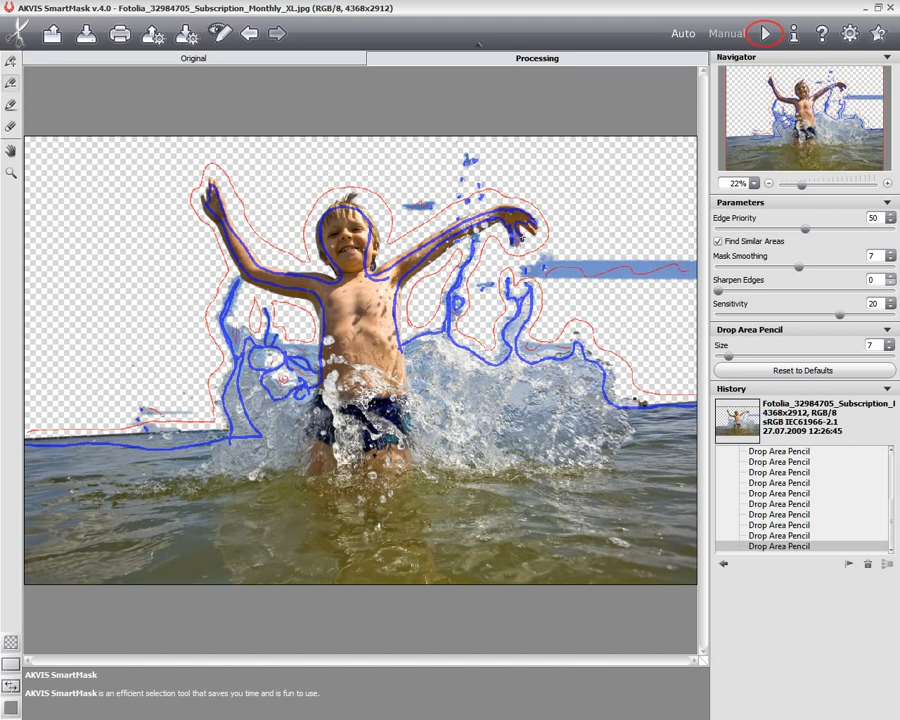 AKVIS SmartMask v.4.0 - Fotolia_32984705_Subscription_Monthly_XL.jpg (RGB/8, 4368x2912)
Auto Manual
Original Processing
Navigator
22%
Parameters
Edge Priority 50
Find Similar Areas
Mask Smoothing 7
Sharpen Edges 0
Sensitivity 20
Drop Area Pencil
Size 7
Reset to Defaults
History
Fotolia_32984705_Subscription_I
4368x2912, RGB/8
sRGB IEC61966-2.1
27.07.2009 12:26:45
Drop Area Pencil
Drop Area Pencil
Drop Area Pencil
Drop Area Pencil
Drop Area Pencil
Drop Area Pencil
Drop Area Pencil
Drop Area Pencil
Drop Area Pencil
Drop Area Pencil
AKVIS SmartMask
AKVIS SmartMask is an efficient selection tool that saves you time and is fun to use.